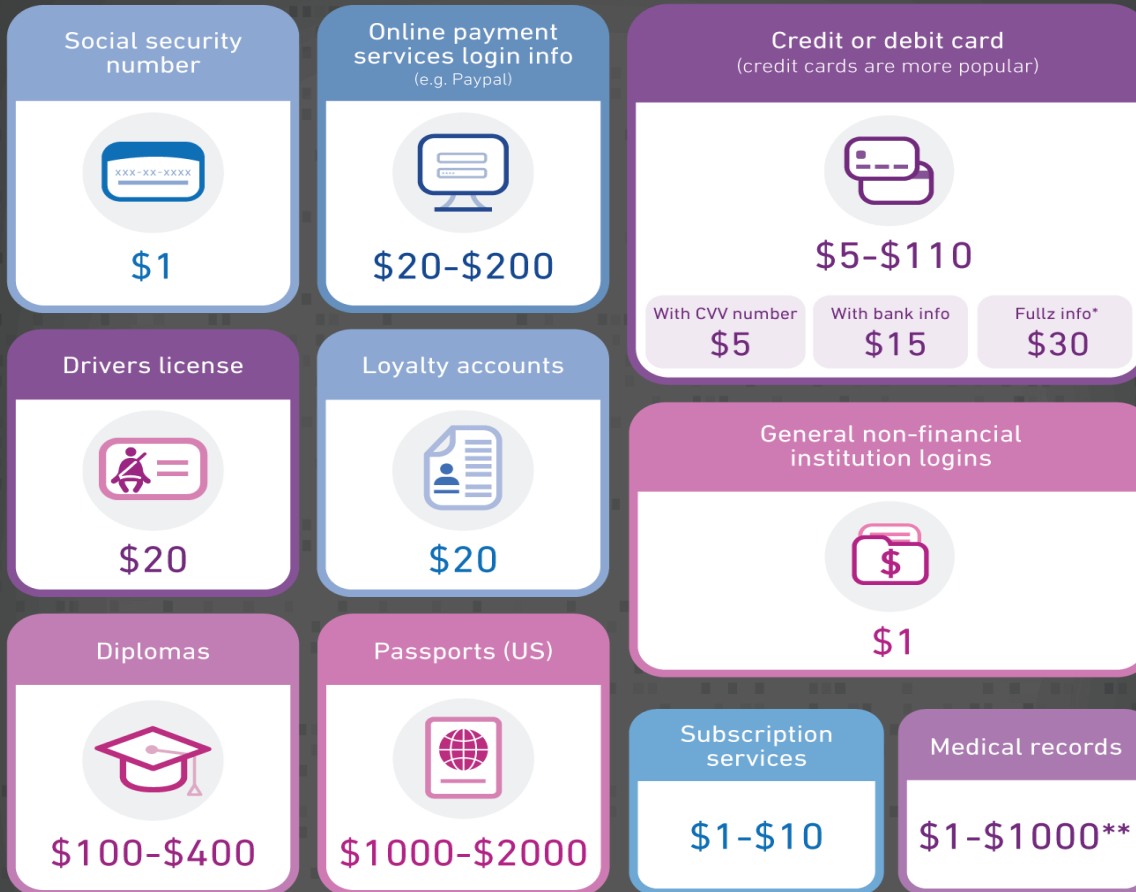 Social security
number
xxx-xx-xxxx
$1
Online payment
services login info
(e.g. Paypal)
$20-$200
Credit or debit card
(credit cards are more popular)
$5-$110
With CVV number
$5
With bank info
$15
Fullz info*
$30
Drivers license
$20
Loyalty accounts
$20
General non-financial
institution logins
$
$1
Diplomas
$100-$400
Passports (US)
$1000-$2000
Subscription
services
$1-$10
Medical records
$1-$1000**